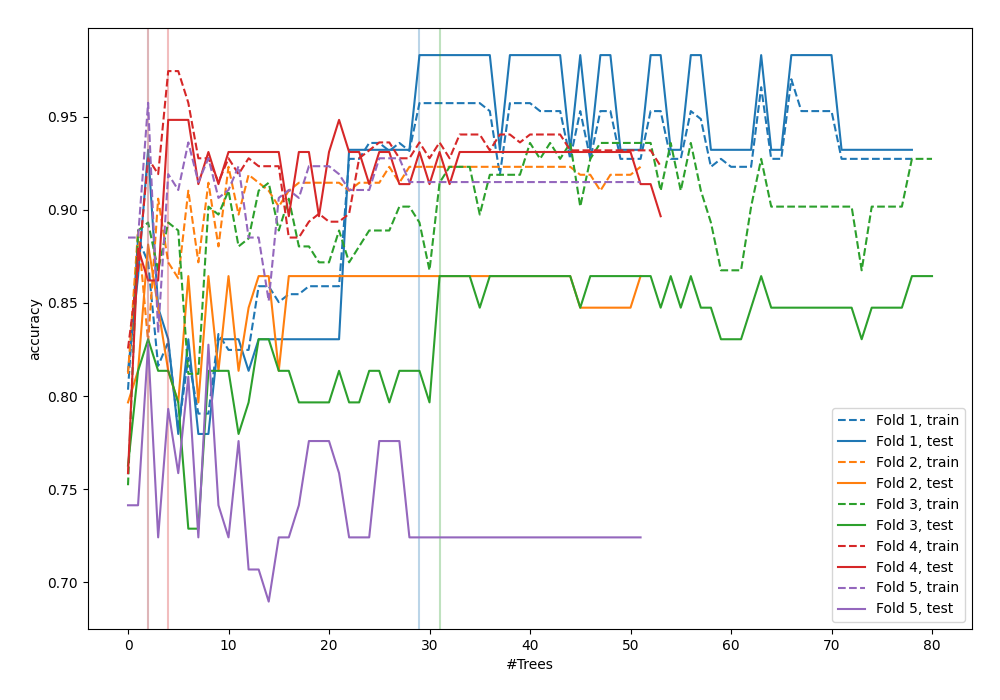 0.95
0.90
0.85
0.80
0.75
0.70
accuracy
0 10 20 30 40 50 60 70 80
#Trees
Fold 1, train
Fold 1, test
Fold 2, train
Fold 2, test
Fold 3, train
Fold 3, test
Fold 4, train
Fold 4, test
Fold 5, train
Fold 5, test